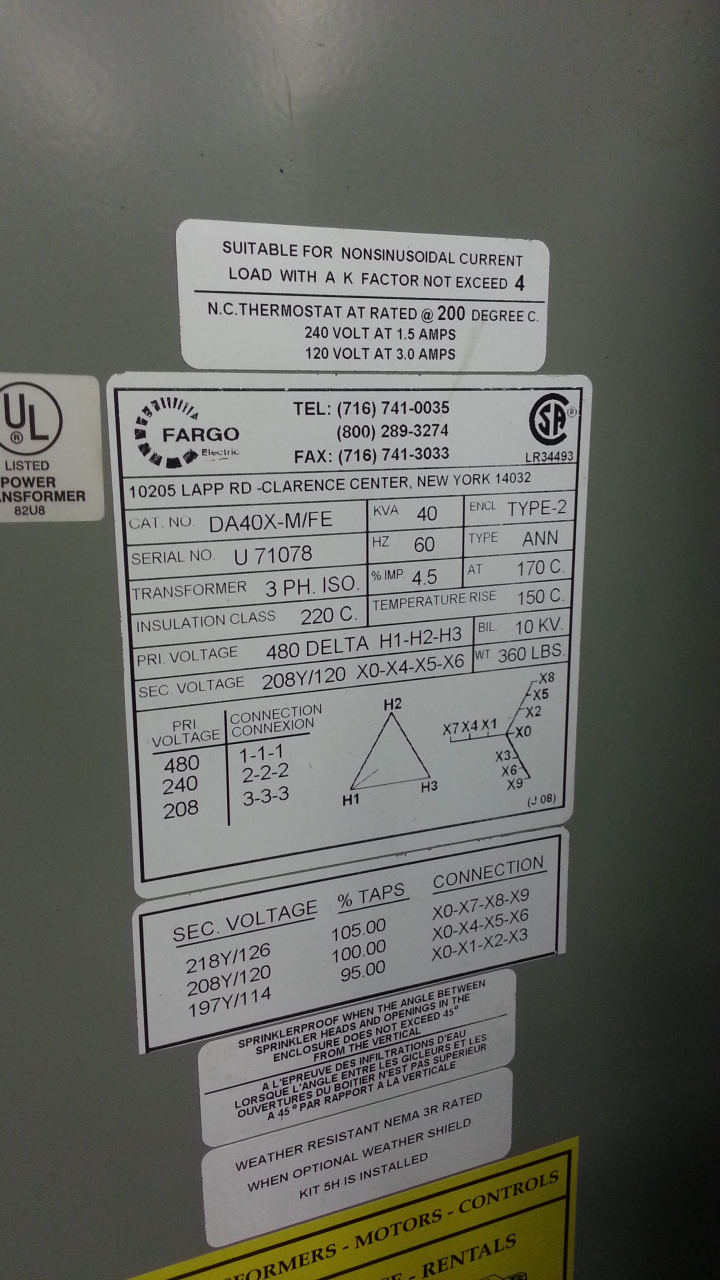 SUITABLE FOR NONSINUSOIDAL CURRENT
LOAD WITH A K FACTOR NOT EXCEED 4
N.C.THERMOSTAT AT RATED @ 200 DEGREE C.
240 VOLT AT 1.5 AMPS
120 VOLT AT 3.0 AMPS
UL
®
LISTED
POWER
ANSFORMER
82U8
FARGO
Electric
TEL: (716) 741-0035
(800) 289-3274
FAX: (716) 741-3033
SA ®
LR34493
10205 LAPP RD -CLARENCE CENTER, NEW YORK 14032
CAT. NO. DA40X-M/FE KVA 40 ENCL TYPE-2
SERIAL NO. U 71078 HZ 60 TYPE ANN
TRANSFORMER 3 PH. ISO. % IMP. 4.5 AT 170 C.
INSULATION CLASS 220 C. TEMPERATURE RISE 150 C.
PRI. VOLTAGE 480 DELTA H1-H2-H3 BIL 10 KV.
SEC. VOLTAGE 208Y/120 X0-X4-X5-X6 WT 360 LBS.
PRI. VOLTAGE
CONNECTION
CONNEXION
480 1-1-1
240 2-2-2
208 3-3-3
H2
H1
H3
X8
X5
X2
X7 X4 X1
X0
X3
X6
X9
(J 08)
SEC. VOLTAGE % TAPS CONNECTION
218Y/126 105.00 X0-X7-X8-X9
208Y/120 100.00 X0-X4-X5-X6
197Y/114 95.00 X0-X1-X2-X3
SPRINKLERPROOF WHEN THE ANGLE BETWEEN
SPRINKLER HEADS AND OPENINGS IN THE
ENCLOSURE DOES NOT EXCEED 45°
FROM THE VERTICAL
A L'EPREUVE DES INFILTRATIONS D'EAU
LORSQUE L'ANGLE ENTRE LES GICLEURS ET LES
OUVERTURES DU BOITIER N'EST PAS SUPERIEUR
A 45° PAR RAPPORT A LA VERTICALE
WEATHER RESISTANT NEMA 3R RATED
WHEN OPTIONAL WEATHER SHIELD
KIT 5H IS INSTALLED
FORMERS - MOTORS - CONTROLS
- RENTALS